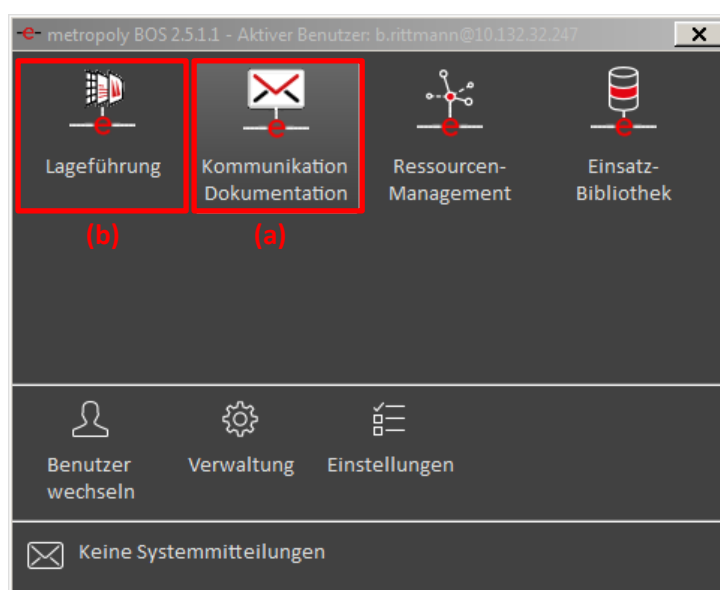 -e- metropoly BOS 2.5.1.1 - Aktiver Benutzer: b.rittmann@10.132.32.247
Lageführung
Kommunikation
Dokumentation
Ressourcen-
Management
Einsatz-
Bibliothek
(b)
(a)
Benutzer
wechseln
Verwaltung
Einstellungen
Keine Systemmitteilungen